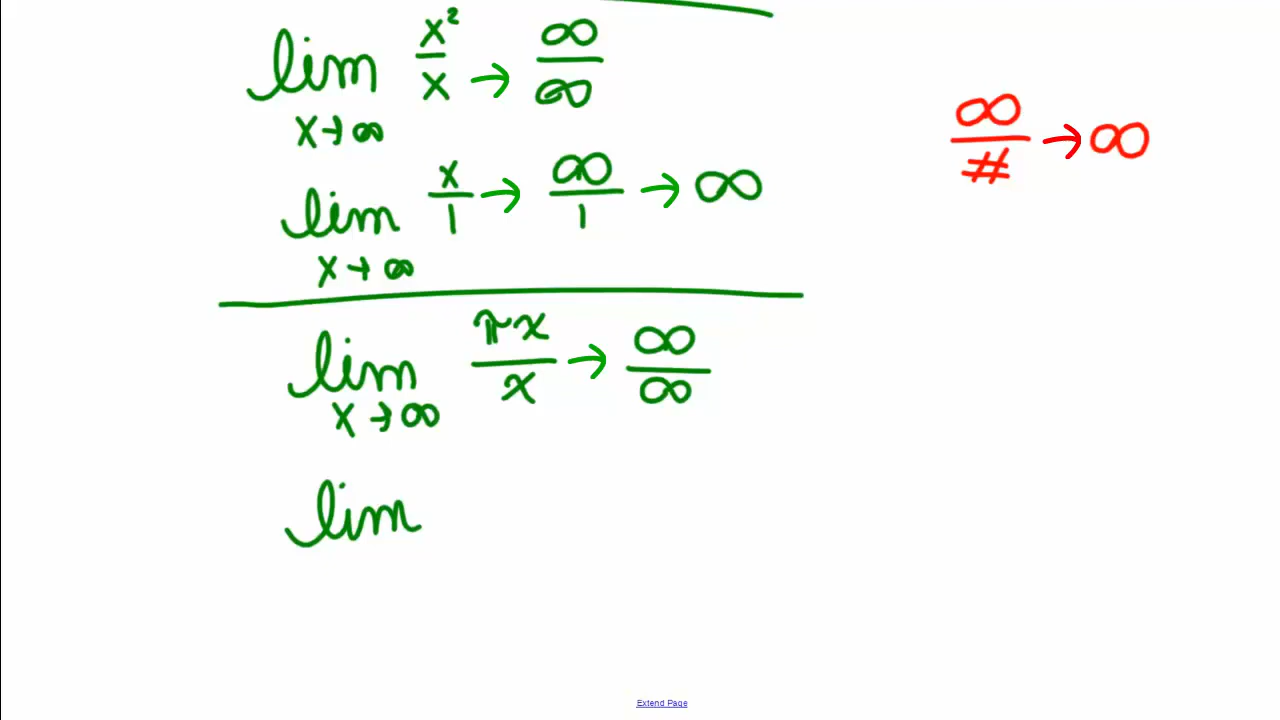 lim x²/x → ∞/∞
x→∞
∞/# → ∞
lim x/1 → ∞/1 → ∞
x→∞
lim πx/x → ∞/∞
x→∞
lim
Extend Page